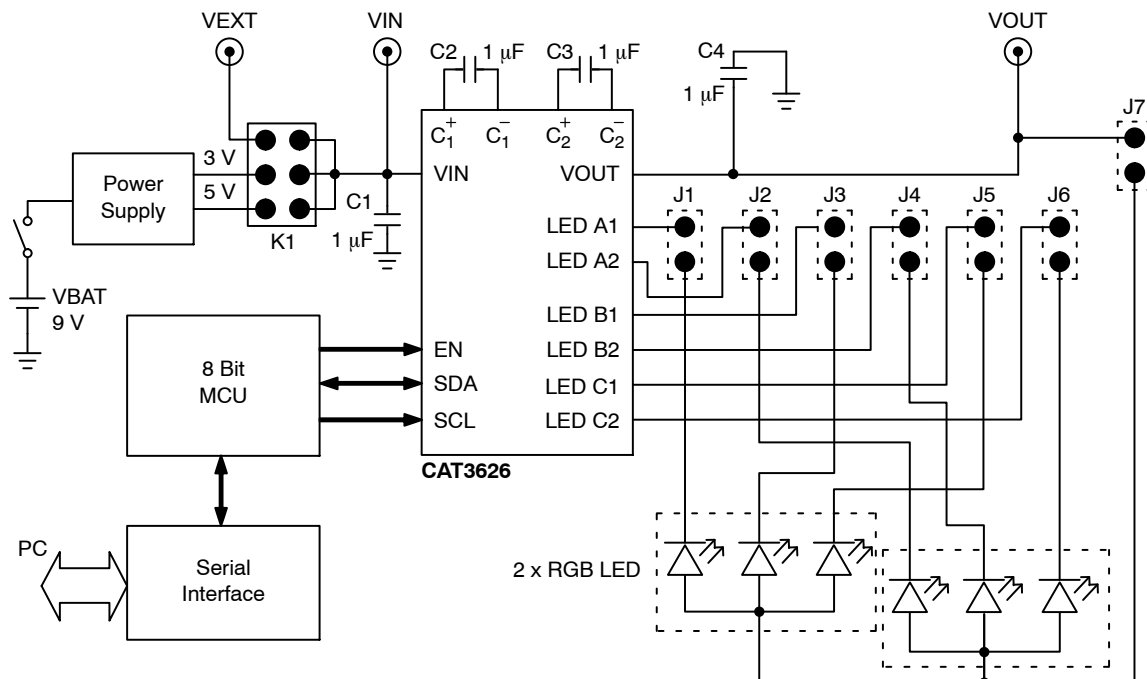 VEXT
VIN
VOUT
C2
1 μF
C3
1 μF
C4
1 μF
J7
C1+
C1−
C2+
C2−
VIN
VOUT
Power
Supply
3 V
5 V
K1
C1
1 μF
J1
J2
J3
J4
J5
J6
LED A1
LED A2
LED B1
LED B2
LED C1
LED C2
VBAT
9 V
8 Bit
MCU
EN
SDA
SCL
CAT3626
PC
Serial
Interface
2 x RGB LED